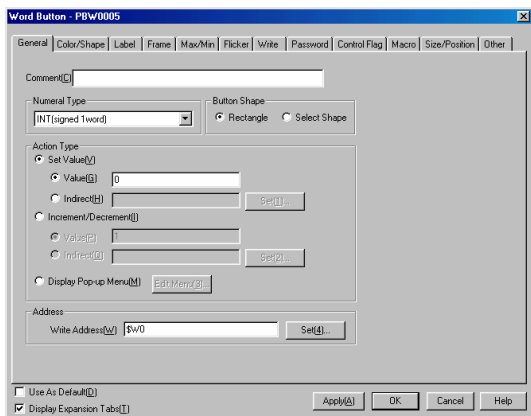 Word Button - PBW0005
General Color/Shape Label Frame Max/Min Flicker Write Password Control Flag Macro Size/Position Other
Comment(C)
Numeral Type
INT(signed 1word)
Button Shape
Rectangle Select Shape
Action Type
Set Value(V)
Value(G) 0
Indirect(H) Set(1)...
Increment/Decrement(I)
Value(P) 1
Indirect(Q) Set(2)...
Display Pop-up Menu(M) Edit Menu(3)...
Address
Write Address(W) $W0 Set(4)...
Use As Default(D)
Display Expansion Tabs(T)
Apply(A) OK Cancel Help